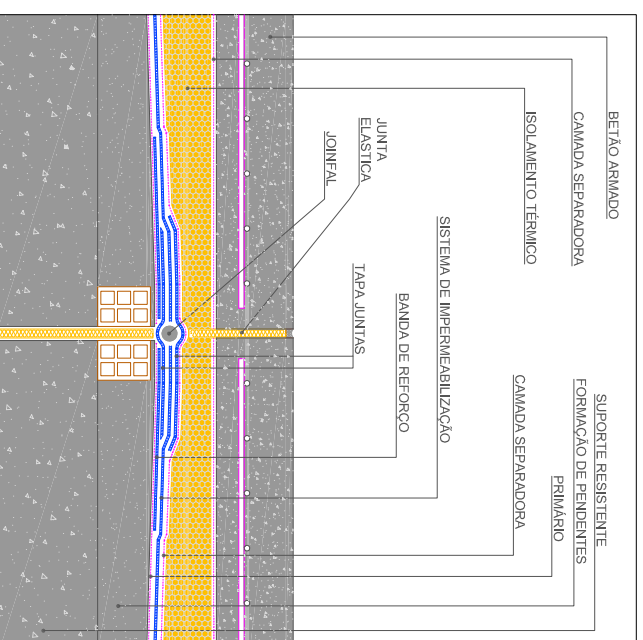 BETÃO ARMADO
CAMADA SEPARADORA
ISOLAMENTO TÉRMICO
JUNTA
ELASTICA
JOINFAL
SISTEMA DE IMPERMEABILIZAÇÃO
TAPA JUNTAS
BANDA DE REFORÇO
CAMADA SEPARADORA
SUPORTE RESISTENTE
FORMAÇÃO DE PENDENTES
PRIMÁRIO